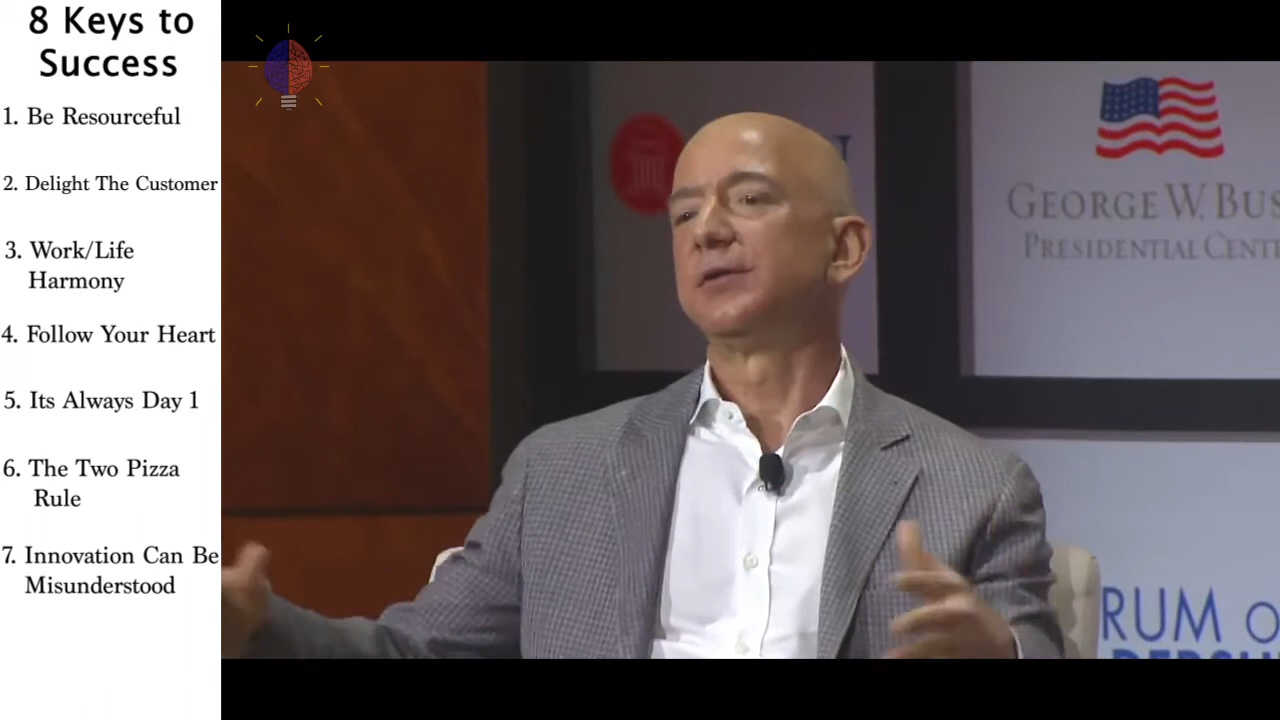 8 Keys to
Success
1. Be Resourceful
2. Delight The Customer
3. Work/Life
Harmony
4. Follow Your Heart
5. Its Always Day 1
6. The Two Pizza
Rule
7. Innovation Can Be
Misunderstood
GEORGE W. BUS
PRESIDENTIAL CENT
RUM O